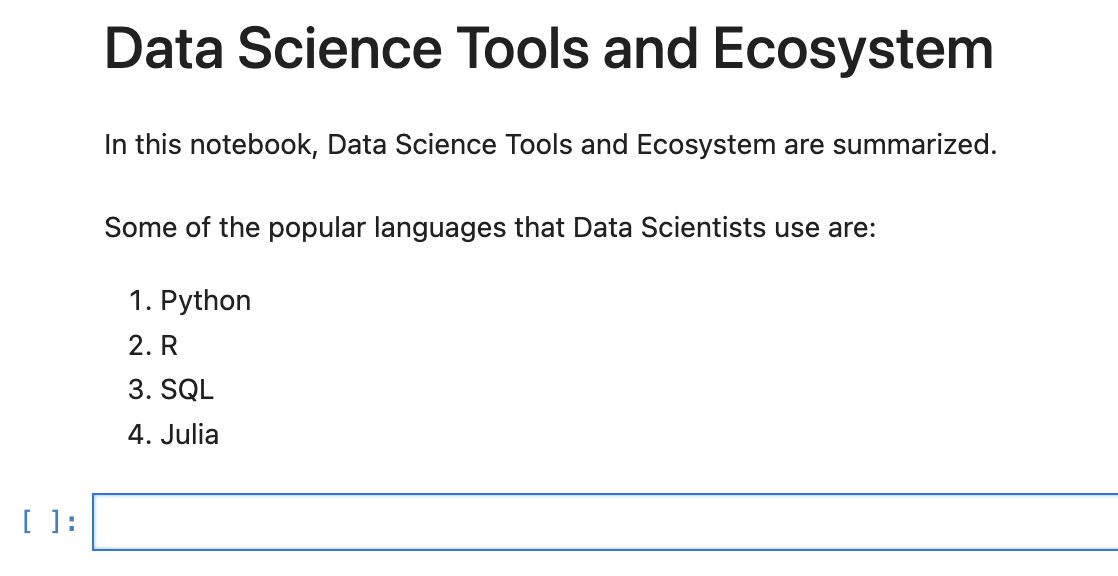 Data Science Tools and Ecosystem
In this notebook, Data Science Tools and Ecosystem are summarized.
Some of the popular languages that Data Scientists use are:
1. Python
2. R
3. SQL
4. Julia
[ ]: